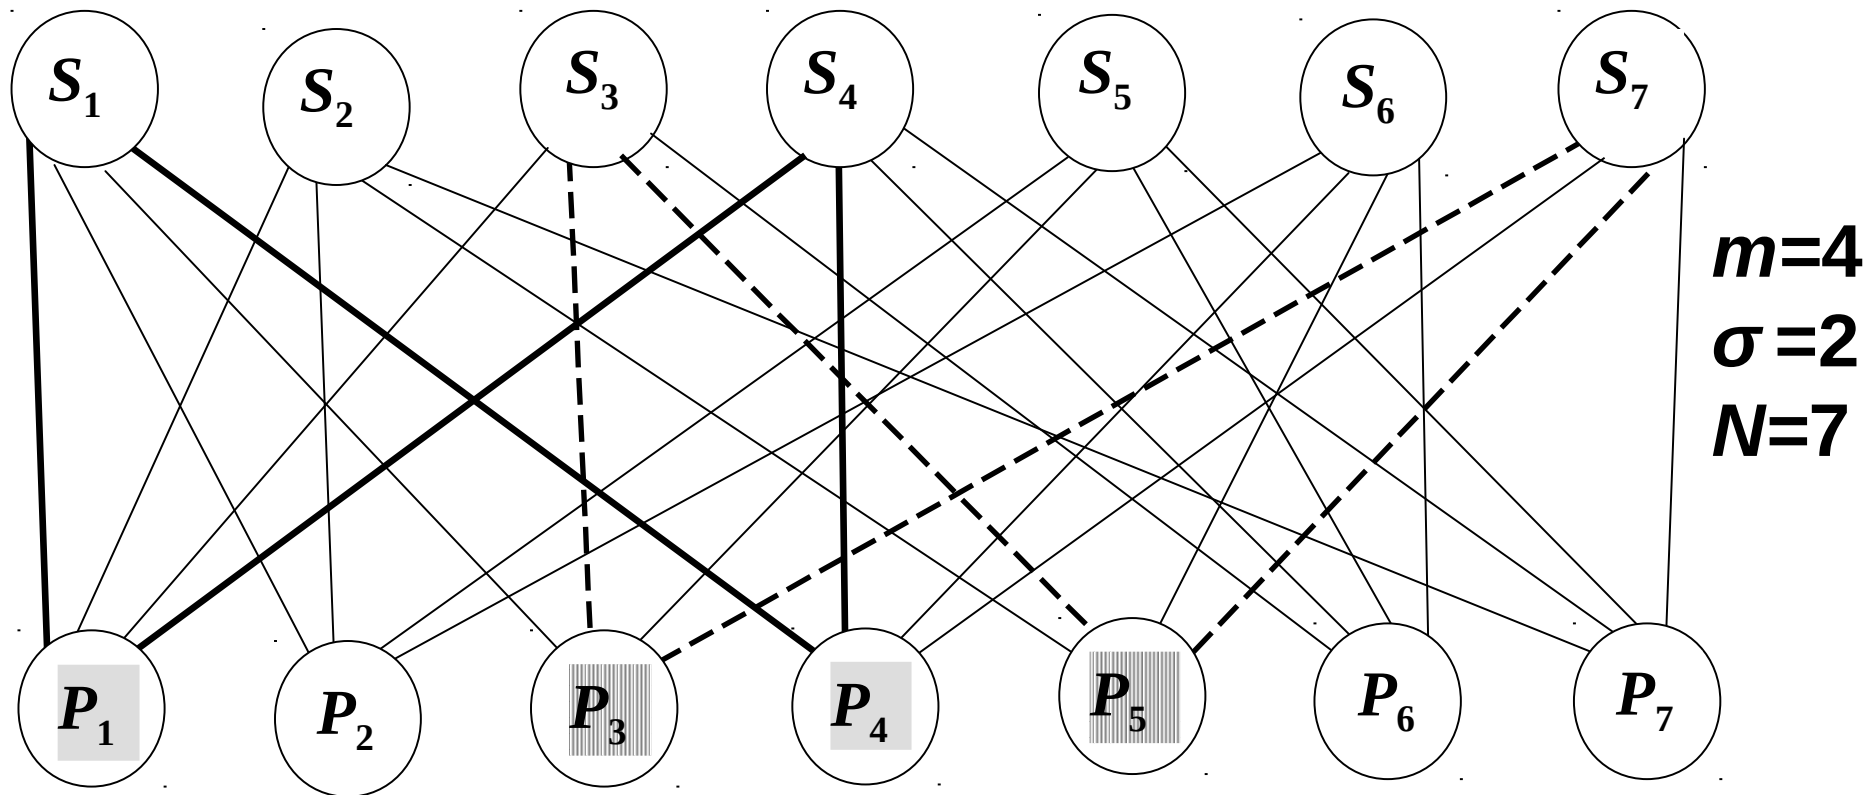 S1 S2 S3 S4 S5 S6 S7
m=4
σ =2
N=7
P1 P2 P3 P4 P5 P6 P7